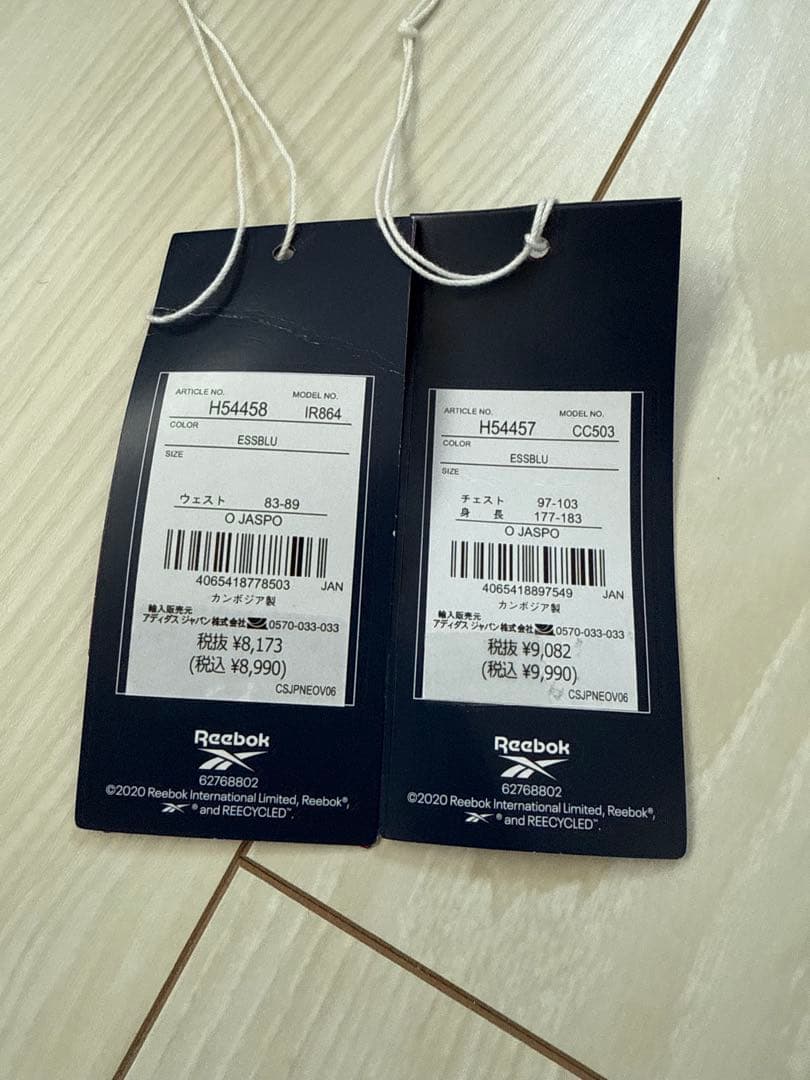 ARTICLE NO. MODEL NO.
H54458 IR864
COLOR
ESSBLU
SIZE
ウェスト 83-89
O JASPO
4065418778503 JAN
カンボジア製
輸入販売元
アディダス ジャパン株式会社 0570-033-033
税抜 ¥8,173
(税込 ¥8,990)
CSJPNEOV06
Reebok
62768802
©2020 Reebok International Limited, Reebok®,
® and REECYCLED™.
ARTICLE NO. MODEL NO.
H54457 CC503
COLOR
ESSBLU
SIZE
チェスト 97-103
身 長 177-183
O JASPO
4065418897549 JAN
カンボジア製
輸入販売元
アディダス ジャパン株式会社 0570-033-033
税抜 ¥9,082
(税込 ¥9,990)
CSJPNEOV06
Reebok
62768802
©2020 Reebok International Limited, Reebok®,
® and REECYCLED™.